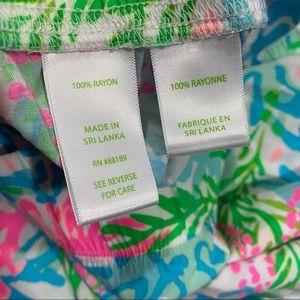 100% RAYON
MADE IN
SRI LANKA
RN #88189
SEE REVERSE
FOR CARE
100% RAYONNE
FABRIQUE EN
SRI LANKA